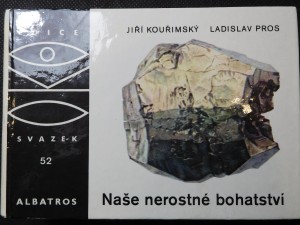 JIŘÍ KOUŘIMSKÝ LADISLAV PROS
SVAZEK
52
ALBATROS
Naše nerostné bohatství